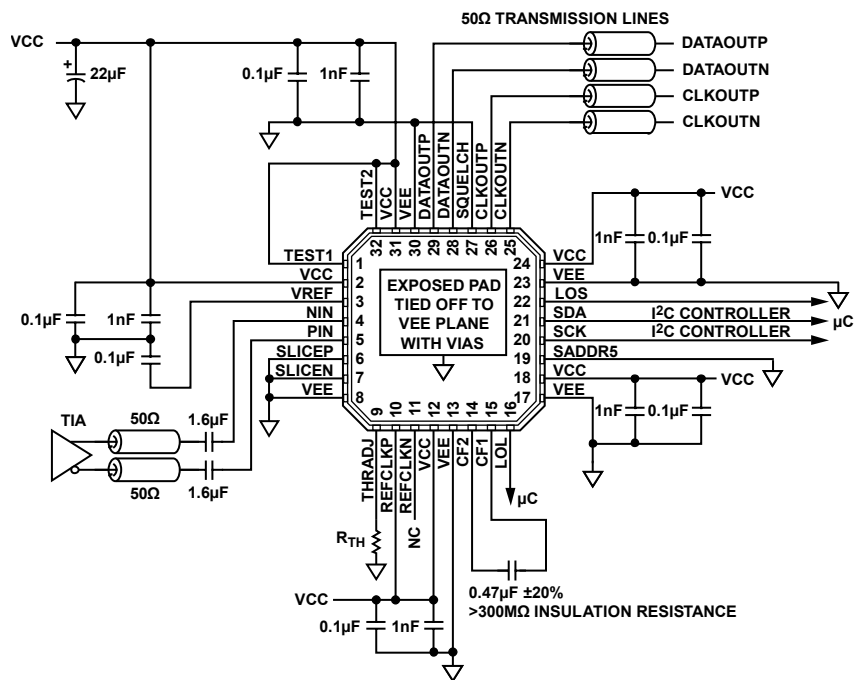 50Ω TRANSMISSION LINES
VCC
DATAOUTP
DATAOUTN
CLKOUTP
CLKOUTN
+
22µF
0.1µF
1nF
TEST2
VCC
VEE
DATAOUTP
DATAOUTN
SQUELCH
CLKOUTP
CLKOUTN
32
31
30
29
28
27
26
25
TEST1
1
VCC
2
VREF
3
NIN
4
PIN
5
SLICEP
6
SLICEN
7
VEE
8
EXPOSED PAD
TIED OFF TO
VEE PLANE
WITH VIAS
24
VCC
23
VEE
22
LOS
21
SDA
I²C CONTROLLER
20
SCK
I²C CONTROLLER
19
SADDR5
18
VCC
17
VEE
VCC
1nF
0.1µF
µC
VCC
1nF
0.1µF
0.1µF
1nF
0.1µF
TIA
50Ω
1.6µF
50Ω
1.6µF
9
10
11
12
13
14
15
16
THRADJ
REFCLKP
REFCLKN
VCC
VEE
CF2
CF1
LOL
µC
RTH
NC
0.47µF ±20%
>300MΩ INSULATION RESISTANCE
VCC
0.1µF
1nF